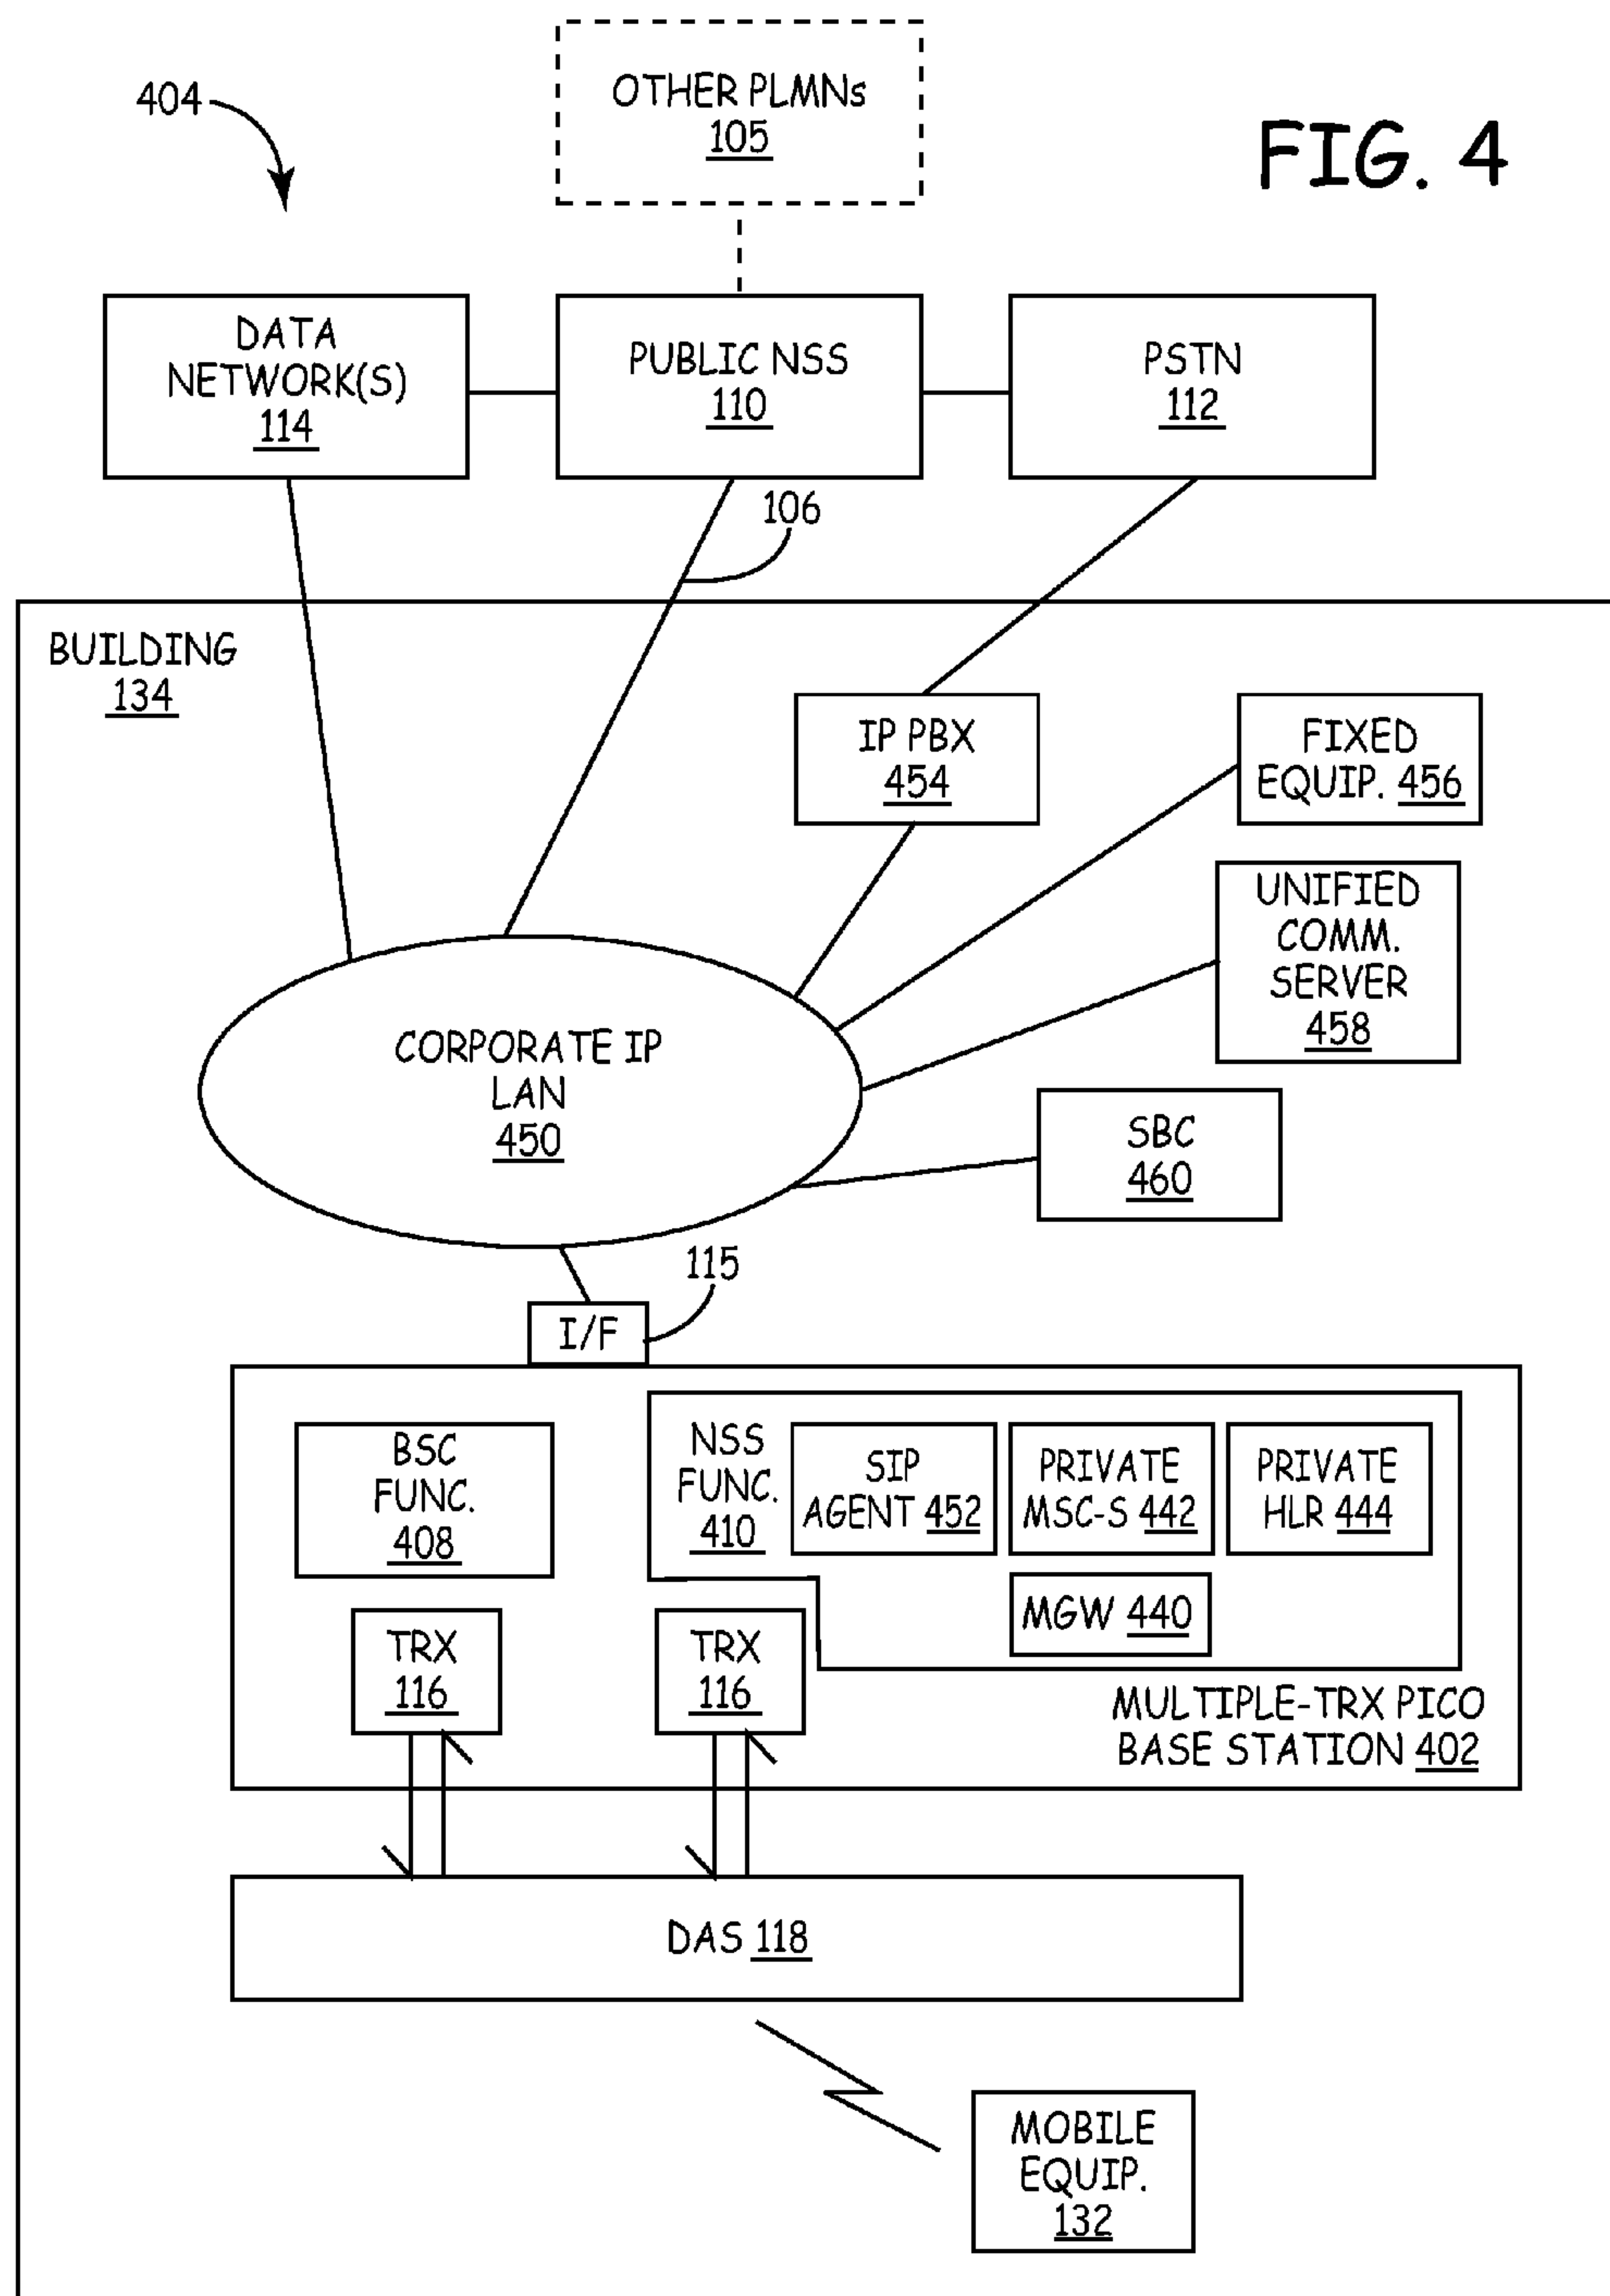 OTHER PLMNs
105
404
FIG. 4
DATA
NETWORK(S)
114
PUBLIC NSS
110
PSTN
112
106
BUILDING
134
IP PBX
454
FIXED
EQUIP. 456
UNIFIED
COMM.
SERVER
458
CORPORATE IP
LAN
450
SBC
460
115
I/F
BSC
FUNC.
408
NSS
FUNC.
410
SIP
AGENT 452
PRIVATE
MSC-S 442
PRIVATE
HLR 444
MGW 440
TRX
116
TRX
116
MULTIPLE-TRX PICO
BASE STATION 402
DAS 118
MOBILE
EQUIP.
132